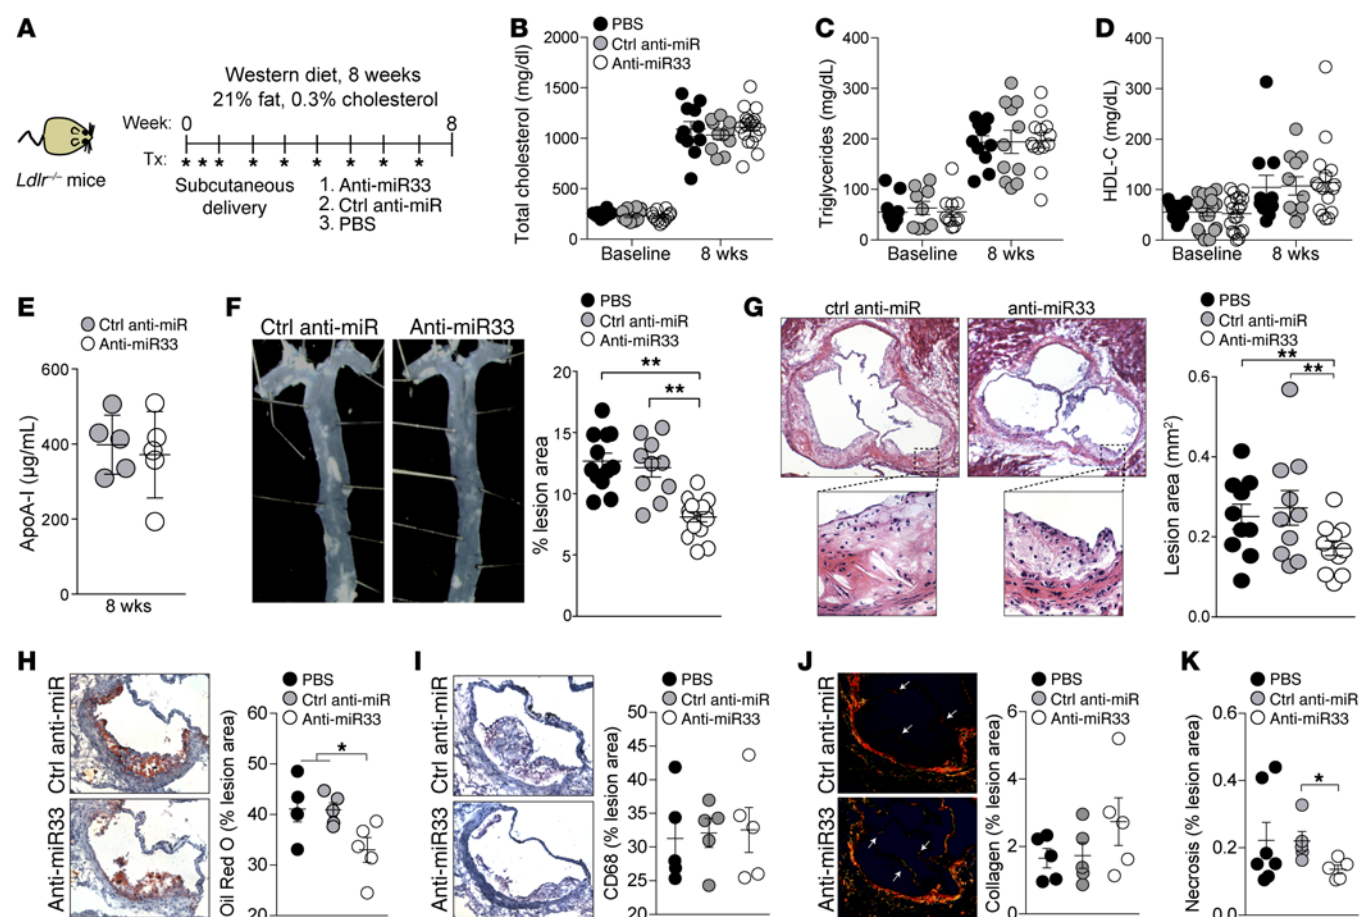 A
Western diet, 8 weeks
21% fat, 0.3% cholesterol
Week: 0 8
Tx: * * * * * * * * * *
Ldlr−/− mice
Subcutaneous
delivery
1. Anti-miR33
2. Ctrl anti-miR
3. PBS
B
PBS
Ctrl anti-miR
Anti-miR33
Total cholesterol (mg/dl)
2000
1500
1000
500
0
Baseline 8 wks
C
Triglycerides (mg/dL)
400
300
200
100
0
Baseline 8 wks
D
HDL-C (mg/dL)
400
300
200
100
0
Baseline 8 wks
E
Ctrl anti-miR
Anti-miR33
ApoA-I (µg/mL)
600
400
200
0
8 wks
F
Ctrl anti-miR Anti-miR33
PBS
Ctrl anti-miR
Anti-miR33
% lesion area
20
15
10
5
0
**
**
G
ctrl anti-miR anti-miR33
PBS
Ctrl anti-miR
Anti-miR33
Lesion area (mm²)
0.6
0.4
0.2
0.0
**
**
H
Ctrl anti-miR
Anti-miR33
PBS
Ctrl anti-miR
Anti-miR33
Oil Red O (% lesion area)
60
50
40
30
20
*
I
Ctrl anti-miR
Anti-miR33
PBS
Ctrl anti-miR
Anti-miR33
CD68 (% lesion area)
50
45
40
35
30
25
20
J
Ctrl anti-miR
Anti-miR33
PBS
Ctrl anti-miR
Anti-miR33
Collagen (% lesion area)
6
4
2
0
K
PBS
Ctrl anti-miR
Anti-miR33
Necrosis (% lesion area)
0.6
0.4
0.2
0.0
*